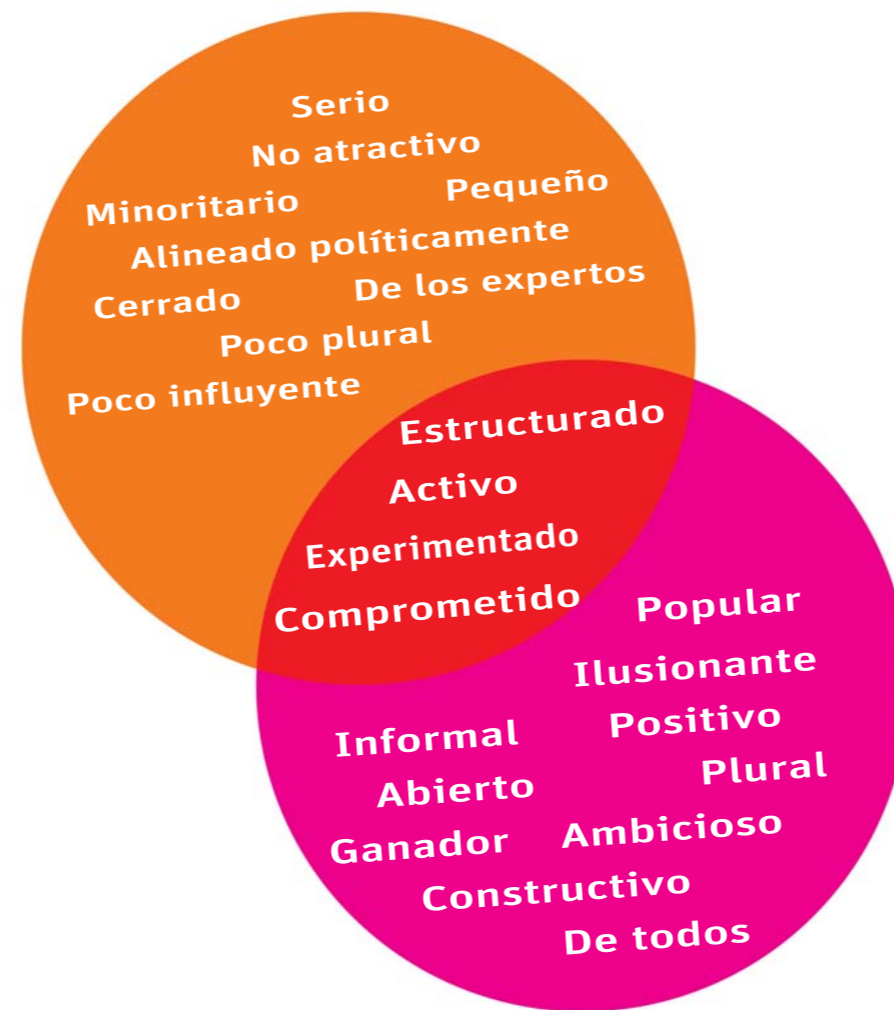 Serio
No atractivo
Minoritario Pequeño
Alineado políticamente
Cerrado De los expertos
Poco plural
Poco influyente
Estructurado
Activo
Experimentado
Comprometido
Popular
Ilusionante
Informal Positivo
Abierto Plural
Ganador Ambicioso
Constructivo
De todos